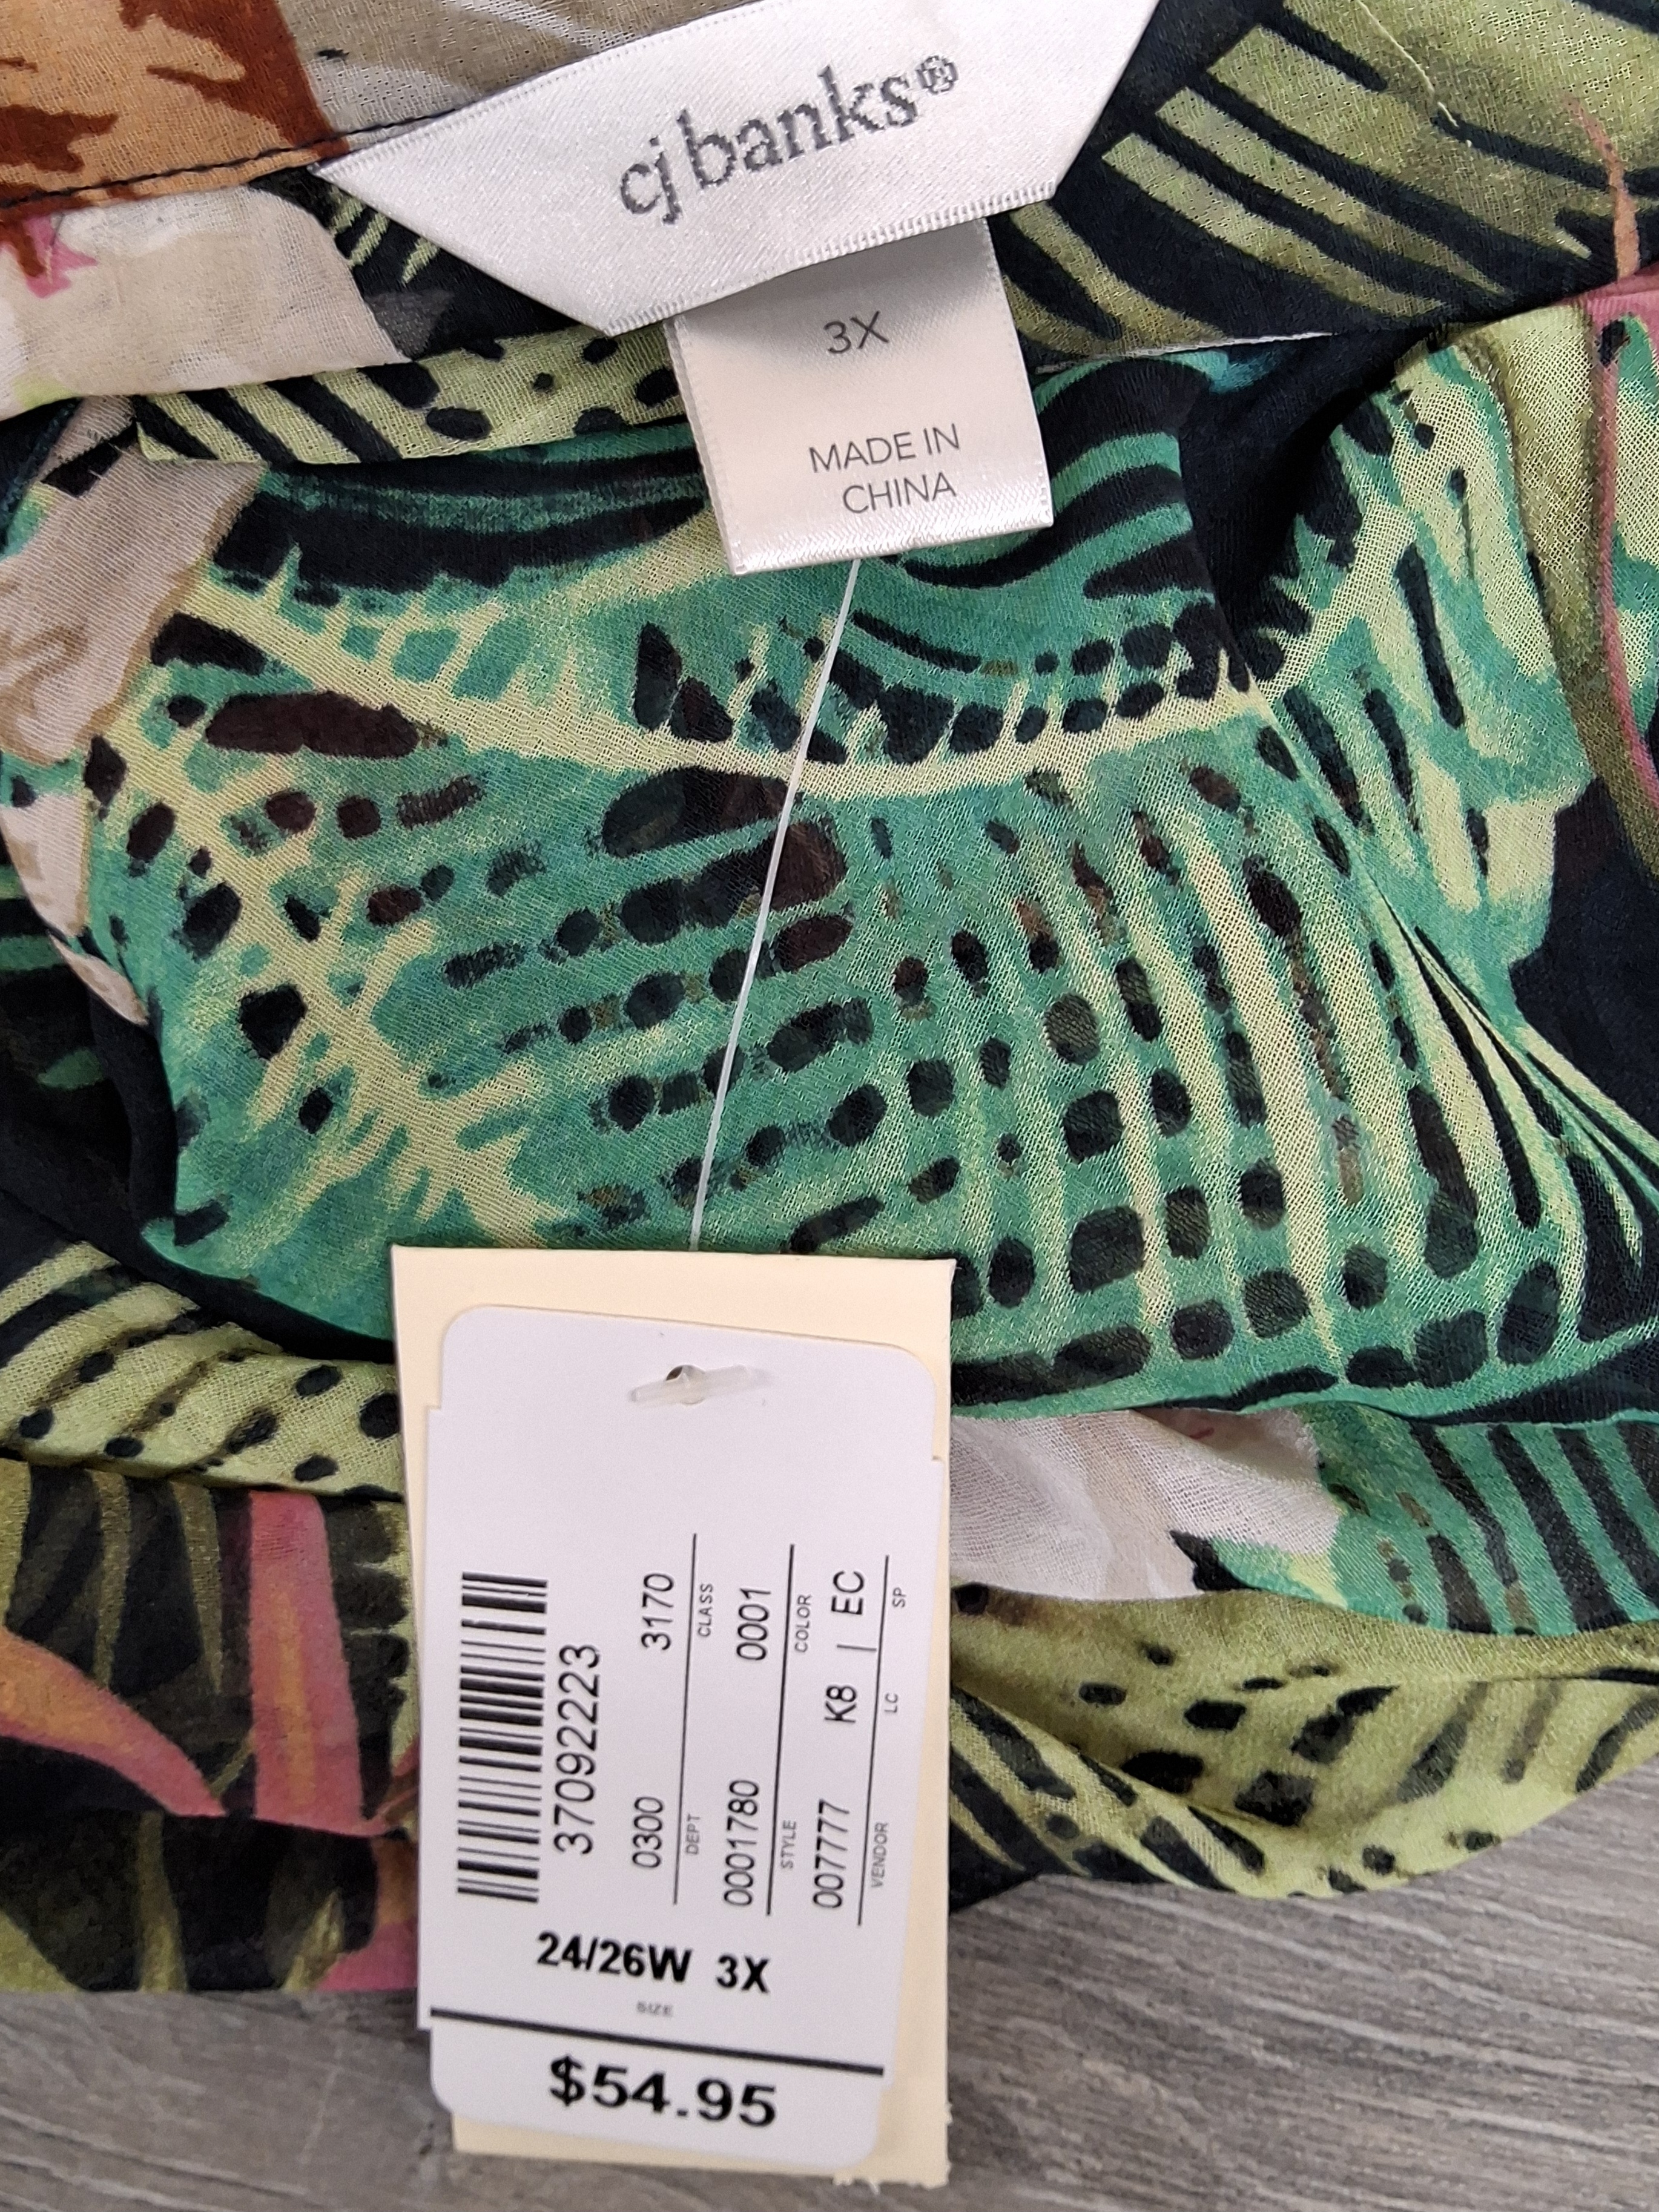 cj banks®
3X
MADE IN
CHINA
37092223
0300 3170
DEPT CLASS
0001780 0001
STYLE COLOR
007777 K8 | EC
VENDOR LC SP
24/26W 3X
SIZE
$54.95